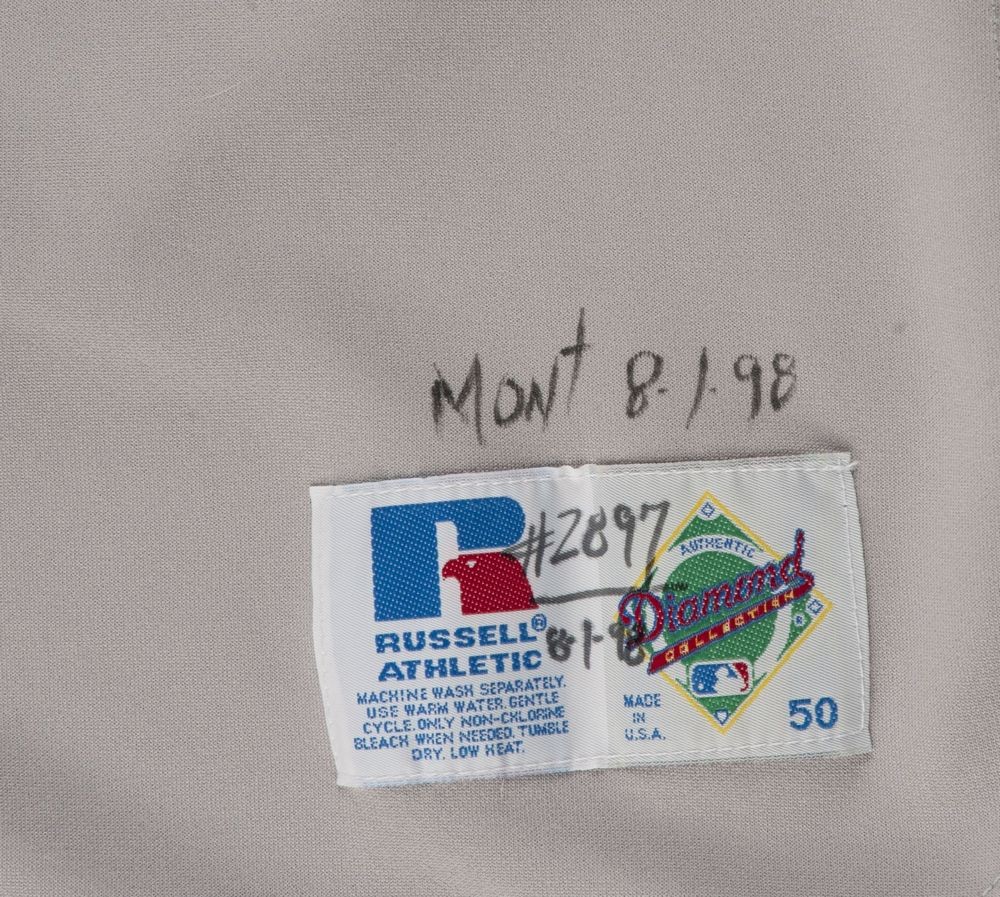 MONT 8-1-98
#2897
8-1-98
RUSSELL®
ATHLETIC
MACHINE WASH SEPARATELY.
USE WARM WATER. GENTLE
CYCLE. ONLY NON-CHLORINE
BLEACH WHEN NEEDED. TUMBLE
DRY. LOW HEAT.
AUTHENTIC
Diamond
COLLECTION
®
MADE
IN
U.S.A.
50